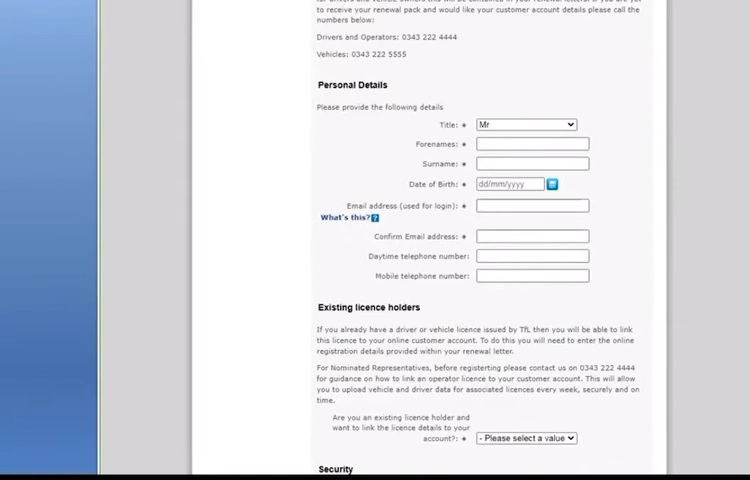 to receive your renewal pack and would like your customer account details please call the
numbers below:
Drivers and Operators: 0343 222 4444
Vehicles: 0343 222 5555
Personal Details
Please provide the following details
Title: * Mr
Forenames: *
Surname: *
Date of Birth: * dd/mm/yyyy
Email address (used for login): *
What's this? ?
Confirm Email address: *
Daytime telephone number:
Mobile telephone number:
Existing licence holders
If you already have a driver or vehicle licence issued by TfL then you will be able to link
this licence to your online customer account. To do this you will need to enter the online
registration details provided within your renewal letter.
For Nominated Representatives, before registerting please contact us on 0343 222 4444
for guidance on how to link an operator licence to your customer account. This will allow
you to upload vehicle and driver data for associated licences every week, securely and on
time.
Are you an existing licence holder and
want to link the licence details to your
account?: * - Please select a value
Security